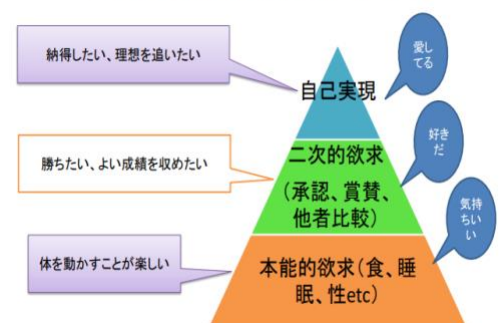 納得したい、理想を追いたい
愛し
てる
自己実現
勝ちたい、よい成績を収めたい
二次的欲求
(承認、賞賛、
他者比較)
好き
だ
体を動かすことが楽しい
本能的欲求(食、睡
眠、性etc)
気持
ちい
い